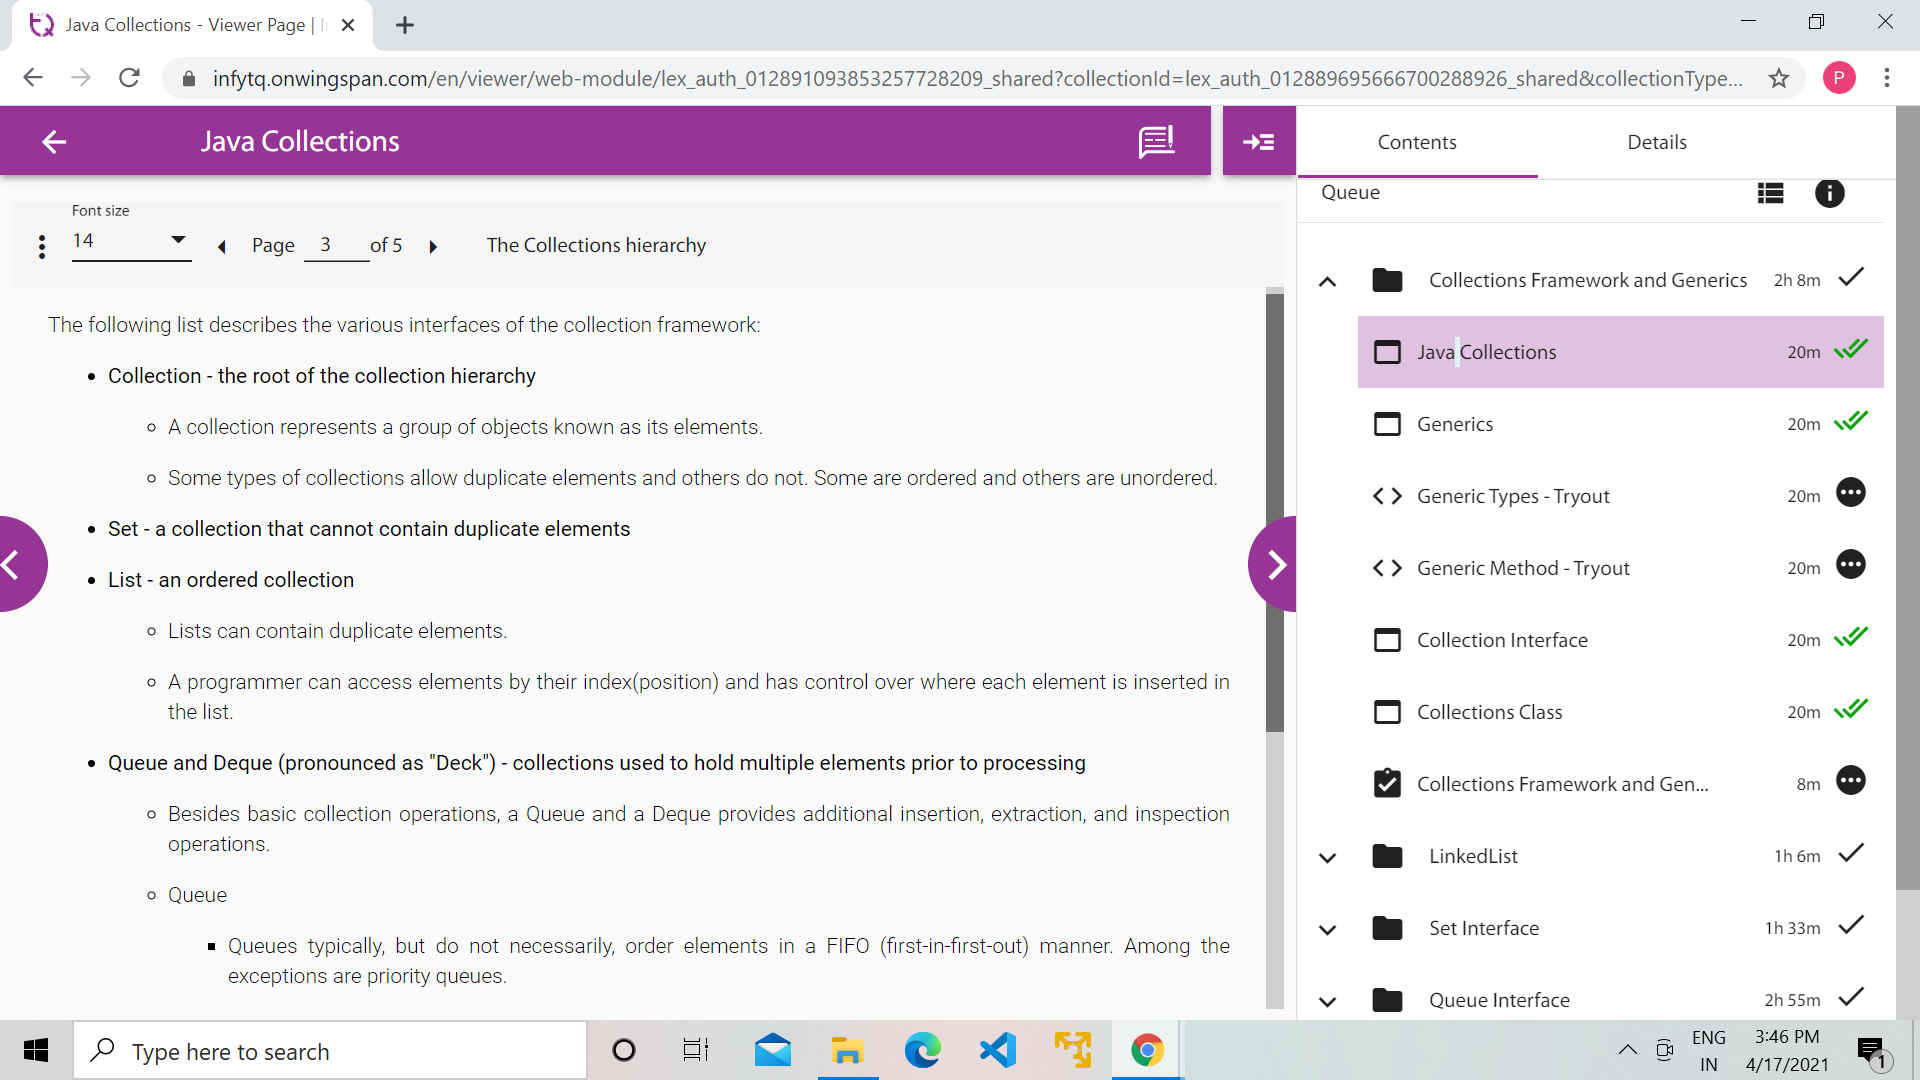 Java Collections - Viewer Page |
infytq.onwingspan.com/en/viewer/web-module/lex_auth_012891093853257728209_shared?collectionId=lex_auth_012889695666700288926_shared&collectionType...
P
Java Collections
Contents
Details
Queue
Font size
14
Page 3 of 5
The Collections hierarchy
The following list describes the various interfaces of the collection framework:
Collection - the root of the collection hierarchy
A collection represents a group of objects known as its elements.
Some types of collections allow duplicate elements and others do not. Some are ordered and others are unordered.
Set - a collection that cannot contain duplicate elements
List - an ordered collection
Lists can contain duplicate elements.
A programmer can access elements by their index(position) and has control over where each element is inserted in
the list.
Queue and Deque (pronounced as "Deck") - collections used to hold multiple elements prior to processing
Besides basic collection operations, a Queue and a Deque provides additional insertion, extraction, and inspection
operations.
Queue
Queues typically, but do not necessarily, order elements in a FIFO (first-in-first-out) manner. Among the
exceptions are priority queues.
Collections Framework and Generics 2h 8m
Java Collections 20m
Generics 20m
Generic Types - Tryout 20m
Generic Method - Tryout 20m
Collection Interface 20m
Collections Class 20m
Collections Framework and Gen... 8m
LinkedList 1h 6m
Set Interface 1h 33m
Queue Interface 2h 55m
Type here to search
ENG
IN
3:46 PM
4/17/2021
1